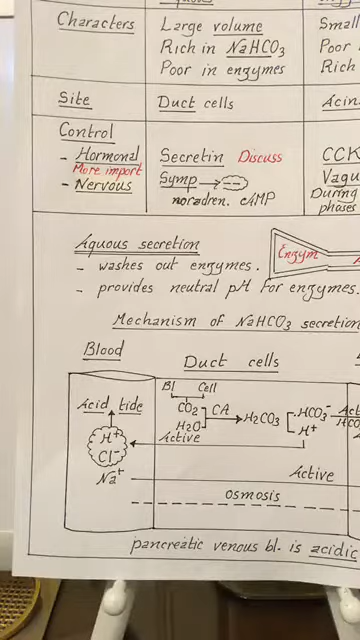 Characters
Large volume
Rich in NaHCO3
Poor in enzymes
Small
Poor
Rich
Site
Duct cells
Control
- Hormonal
More import
- Nervous
Secretin Discuss
Symp
noradren. cAMP
CCK
Vagu
During
phases
Aqueous secretion
- washes out enzymes.
- provides neutral pH for enzymes.
Enzym
Mechanism of NaHCO3 secretion
Blood
Duct cells
Bl Cell
Acid tide
CO2
H2O
CA
H2CO3
HCO3-
H+
Active
H+
Cl-
Na+
Active
osmosis
pancreatic venous bl. is acidic